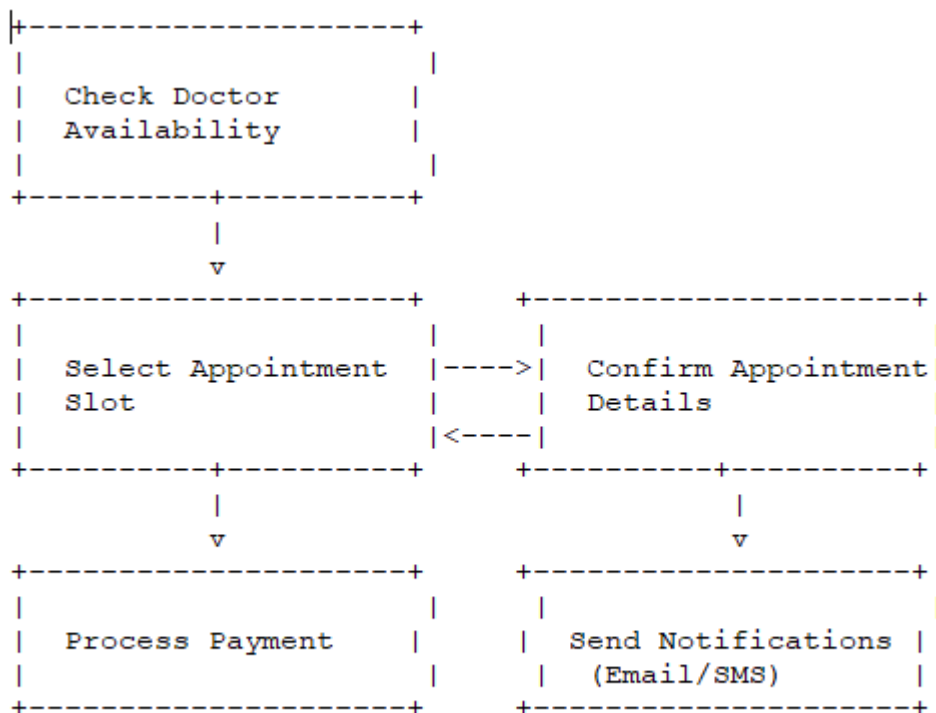 Check Doctor
Availability
Select Appointment
Slot
Confirm Appointment
Details
Process Payment
Send Notifications
(Email/SMS)